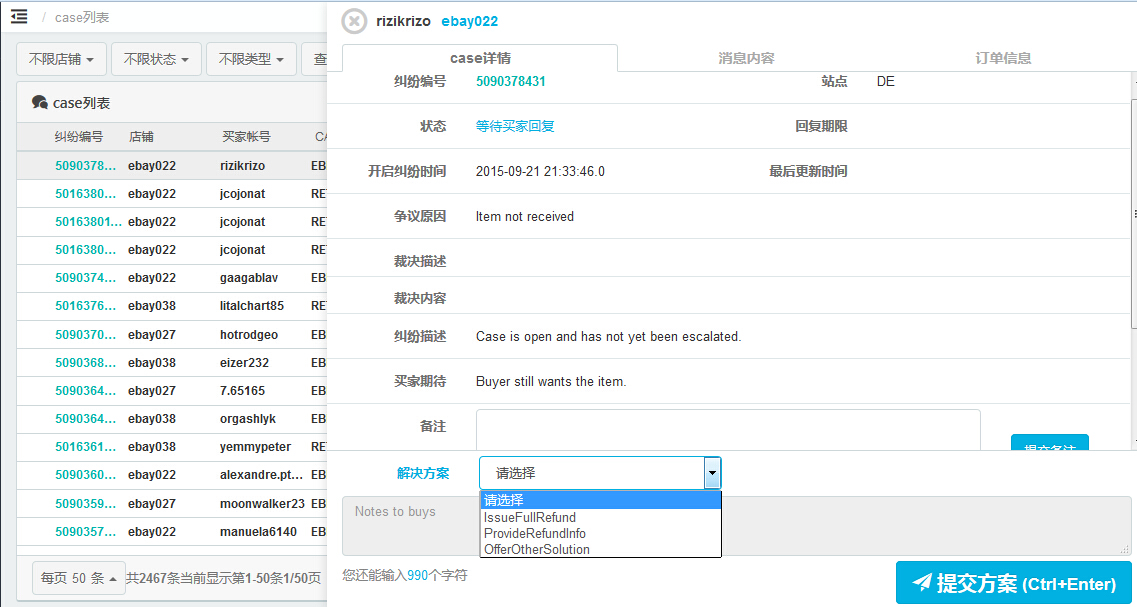 / case列表
不限店铺
不限状态
不限类型
查
case列表
纠纷编号 店铺 买家帐号 CA
5090378... ebay022 rizikrizo EB
5016380... ebay022 jcojonat RE
50163801... ebay022 jcojonat RE
5016380... ebay022 jcojonat RE
5090374... ebay022 gaagablav EB
5016376... ebay038 litalchart85 RE
5090370... ebay027 hotrodgeo EB
5090368... ebay038 eizer232 EB
5090364... ebay027 7.65165 EB
5090364... ebay038 orgashlyk EB
5016361... ebay038 yemmypeter RE
5090360... ebay022 alexandre.pt... EB
5090359... ebay027 moonwalker23 EB
5090357... ebay022 manuela6140 EB
每页 50 条 共2467条当前显示第1-50条1/50页
rizikrizo ebay022
case详情 消息内容 订单信息
纠纷编号 5090378431 站点 DE
状态 等待买家回复 回复期限
开启纠纷时间 2015-09-21 21:33:46.0 最后更新时间
争议原因 Item not received
裁决描述
裁决内容
纠纷描述 Case is open and has not yet been escalated.
买家期待 Buyer still wants the item.
备注
提交备注
解决方案 请选择
请选择
IssueFullRefund
ProvideRefundInfo
OfferOtherSolution
Notes to buys
您还能输入990个字符
提交方案 (Ctrl+Enter)